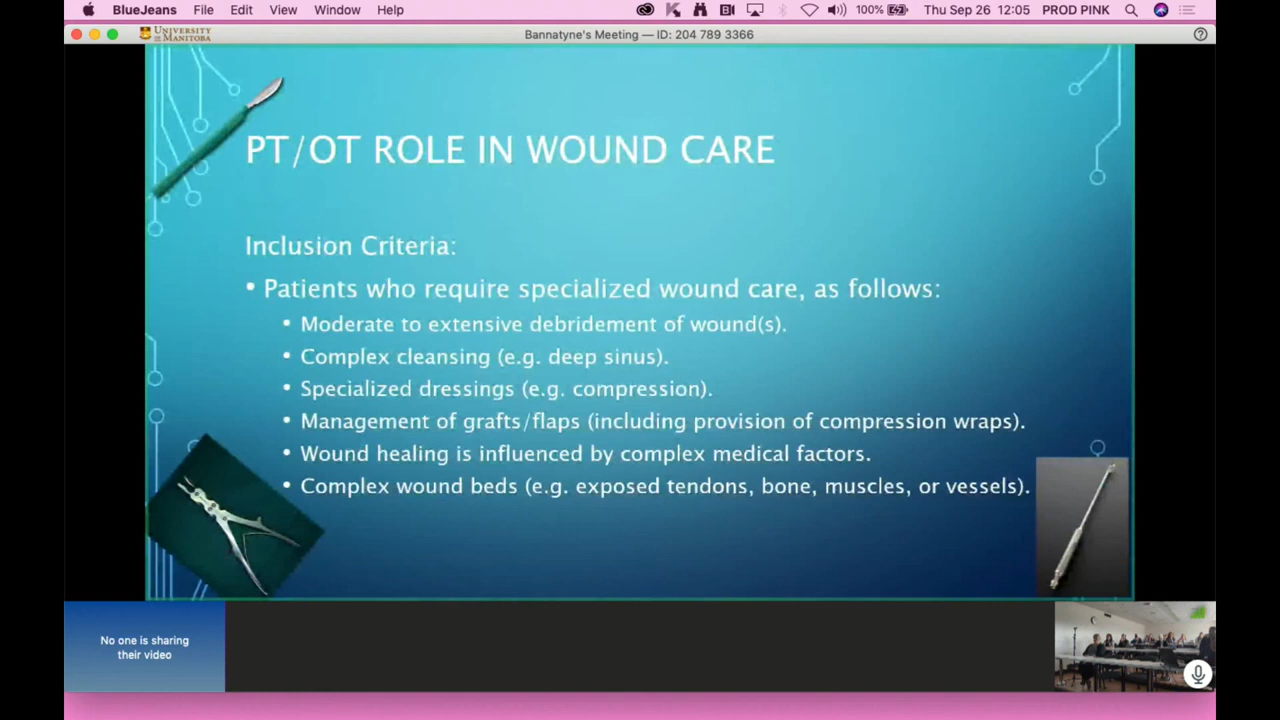 BlueJeans File Edit View Window Help 100% Thu Sep 26 12:05 PROD PINK
UNIVERSITY
OF MANITOBA
Bannatyne's Meeting — ID: 204 789 3366
PT/OT ROLE IN WOUND CARE
Inclusion Criteria:
• Patients who require specialized wound care, as follows:
• Moderate to extensive debridement of wound(s).
• Complex cleansing (e.g. deep sinus).
• Specialized dressings (e.g. compression).
• Management of grafts/flaps (including provision of compression wraps).
• Wound healing is influenced by complex medical factors.
• Complex wound beds (e.g. exposed tendons, bone, muscles, or vessels).
No one is sharing
their video